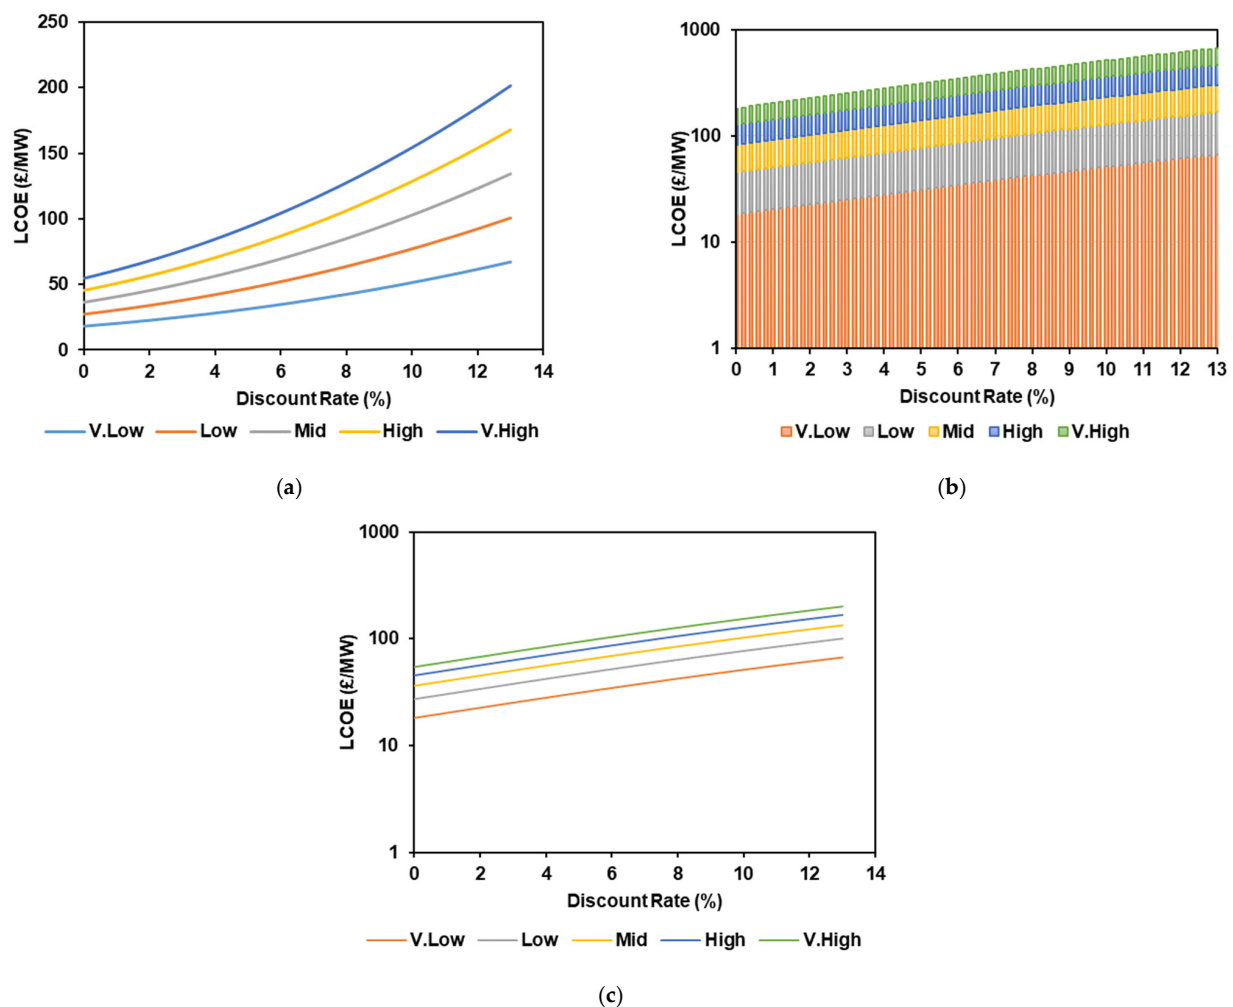 250
200
150
100
50
0
LCOE (£/MW)
0 2 4 6 8 10 12 14
Discount Rate (%)
V.Low Low Mid High V.High
(a)
1000
100
10
1
LCOE (£/MW)
0 1 2 3 4 5 6 7 8 9 10 11 12 13
Discount Rate (%)
V.Low Low Mid High V.High
(b)
1000
100
10
1
LCOE (£/MW)
0 2 4 6 8 10 12 14
Discount Rate (%)
V.Low Low Mid High V.High
(c)